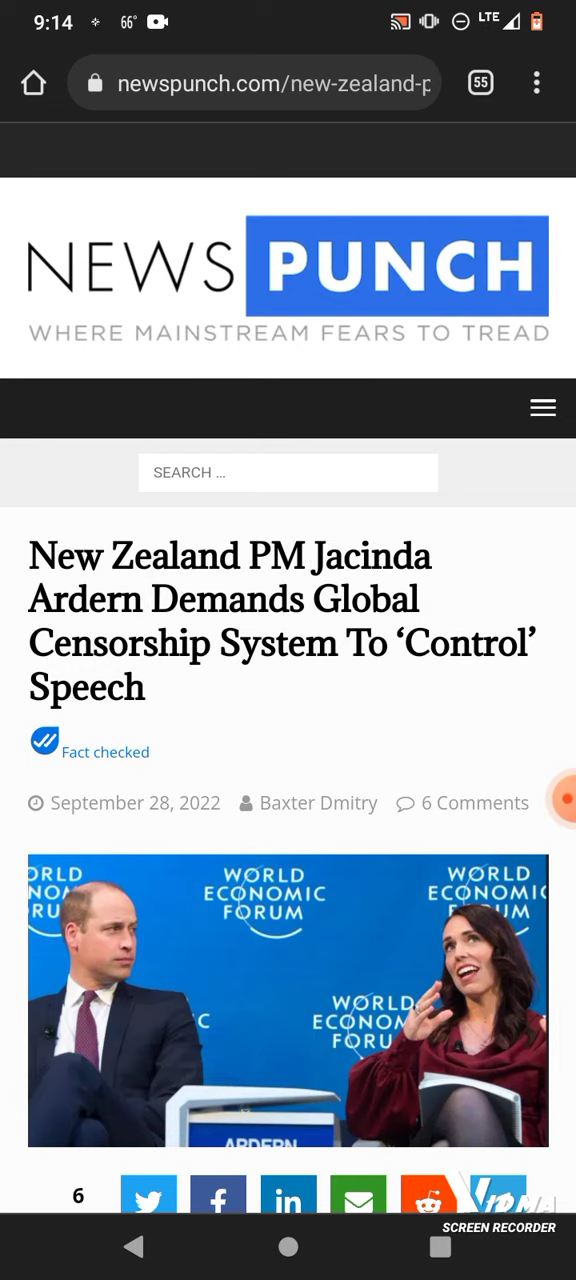 9:14 66° LTE
newspunch.com/new-zealand-p 55
NEWS PUNCH
WHERE MAINSTREAM FEARS TO TREAD
SEARCH ...
New Zealand PM Jacinda
Ardern Demands Global
Censorship System To ‘Control’
Speech
Fact checked
September 28, 2022 Baxter Dmitry 6 Comments
WORLD
ECONOMIC
FORUM
WORLD
ECONOMIC
FORUM
WORLD
ECONOMIC
ARDERN
6
SCREEN RECORDER